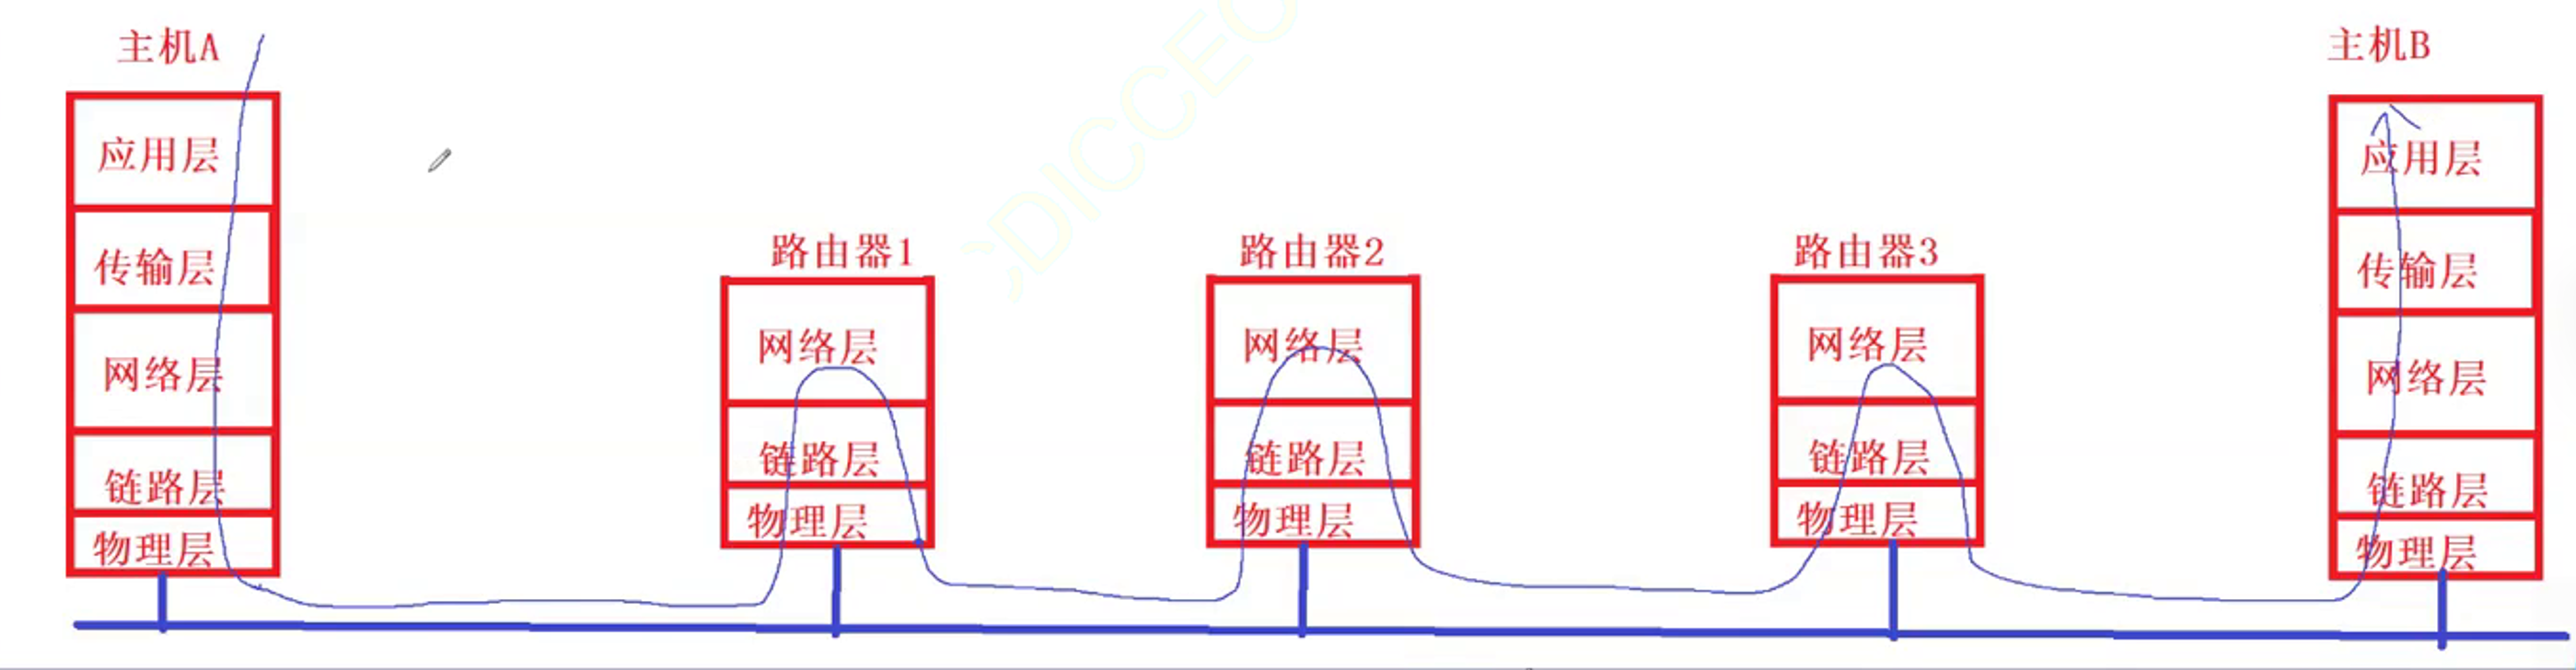 主机A
应用层
传输层
网络层
链路层
物理层
路由器1
网络层
链路层
物理层
路由器2
网络层
链路层
物理层
路由器3
网络层
链路层
物理层
主机B
应用层
传输层
网络层
链路层
物理层